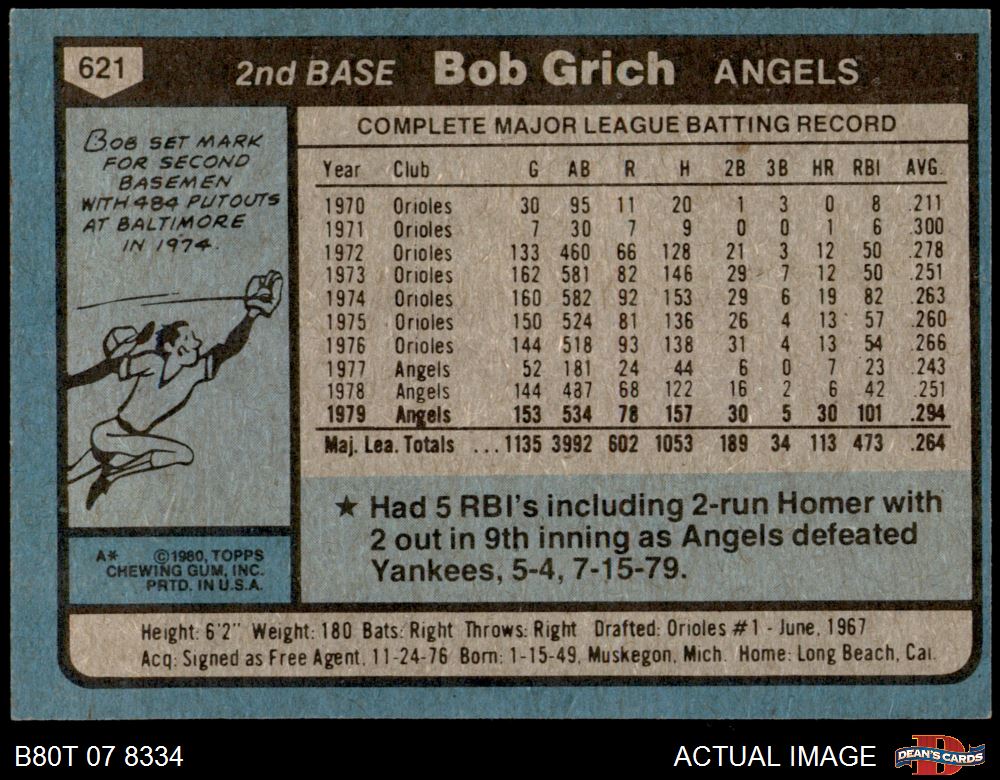 621 2nd BASE Bob Grich ANGELS
BOB SET MARK
FOR SECOND
BASEMEN
WITH 484 PUTOUTS
AT BALTIMORE
IN 1974.
COMPLETE MAJOR LEAGUE BATTING RECORD
Year Club G AB R H 2B 3B HR RBI AVG.
1970 Orioles 30 95 11 20 1 3 0 8 .211
1971 Orioles 7 30 7 9 0 0 1 6 .300
1972 Orioles 133 460 66 128 21 3 12 50 .278
1973 Orioles 162 581 82 146 29 7 12 50 .251
1974 Orioles 160 582 92 153 29 6 19 82 .263
1975 Orioles 150 524 81 136 26 4 13 57 .260
1976 Orioles 144 518 93 138 31 4 13 54 .266
1977 Angels 52 181 24 44 6 0 7 23 .243
1978 Angels 144 487 68 122 16 2 6 42 .251
1979 Angels 153 534 78 157 30 5 30 101 .294
Maj. Lea. Totals ...1135 3992 602 1053 189 34 113 473 .264
★ Had 5 RBI's including 2-run Homer with
2 out in 9th inning as Angels defeated
Yankees, 5-4, 7-15-79.
A* ©1980, TOPPS
CHEWING GUM, INC.
PRTD. IN U.S.A.
Height: 6'2" Weight: 180 Bats: Right Throws: Right Drafted: Orioles #1 - June, 1967
Acq: Signed as Free Agent, 11-24-76 Born: 1-15-49, Muskegon, Mich. Home: Long Beach, Cal.
B80T 07 8334 ACTUAL IMAGE DEAN'S CARDS